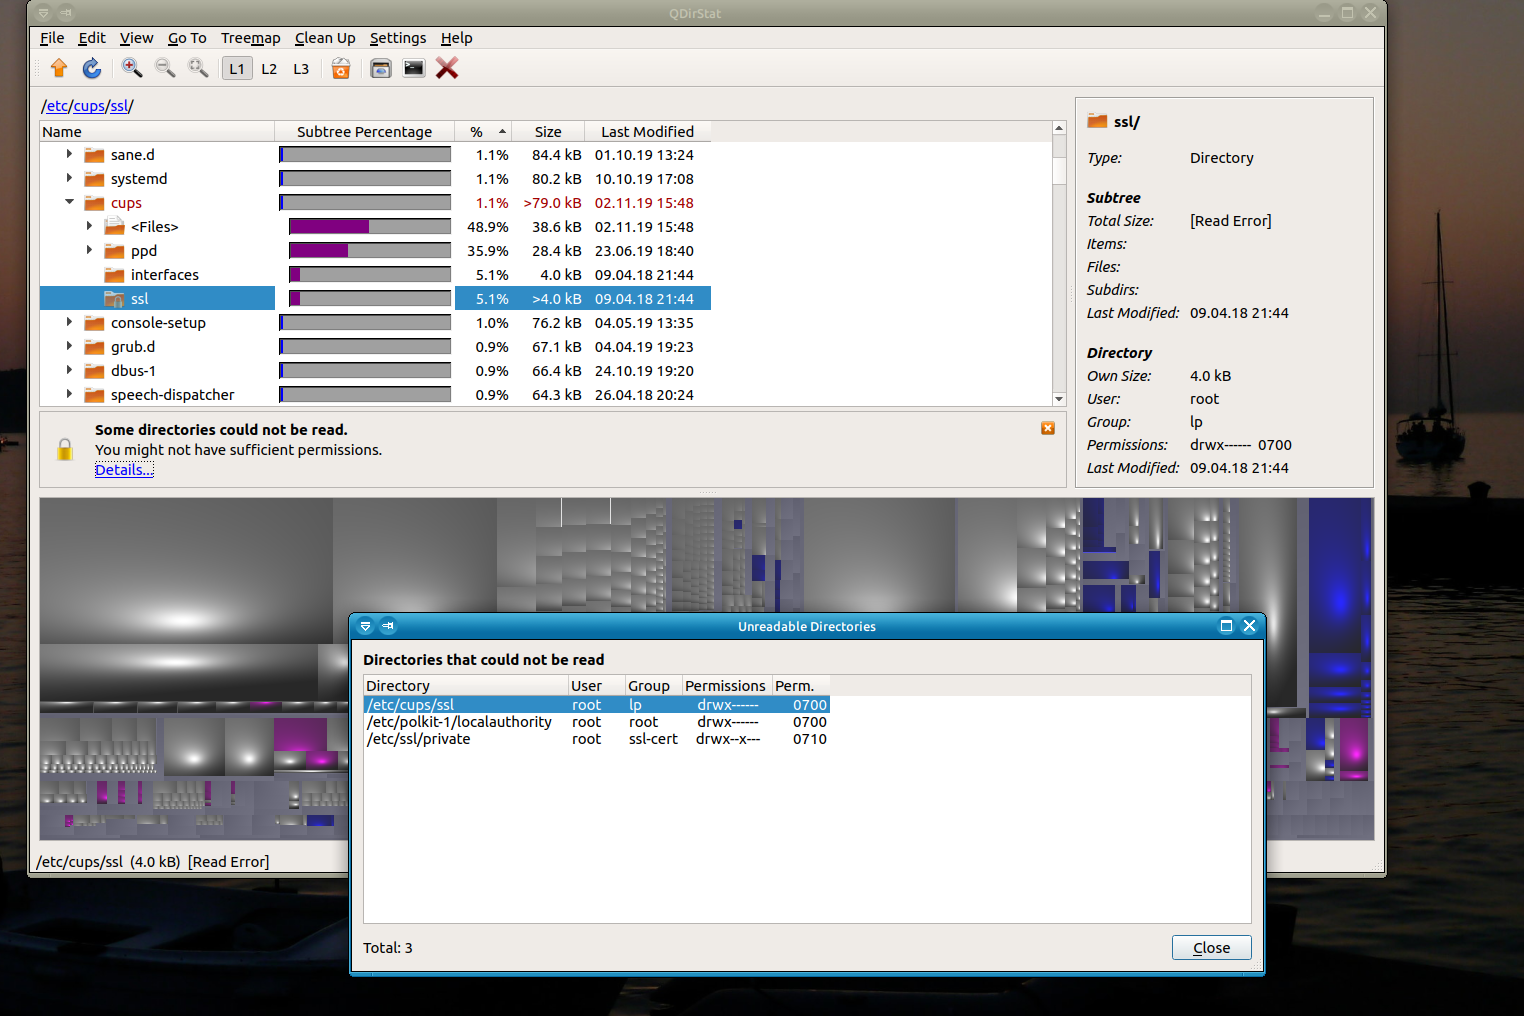 QDirStat
File Edit View Go To Treemap Clean Up Settings Help
L1 L2 L3
/etc/cups/ssl/
Name Subtree Percentage % Size Last Modified
sane.d 1.1% 84.4 kB 01.10.19 13:24
systemd 1.1% 80.2 kB 10.10.19 17:08
cups 1.1% >79.0 kB 02.11.19 15:48
<Files> 48.9% 38.6 kB 02.11.19 15:48
ppd 35.9% 28.4 kB 23.06.19 18:40
interfaces 5.1% 4.0 kB 09.04.18 21:44
ssl 5.1% >4.0 kB 09.04.18 21:44
console-setup 1.0% 76.2 kB 04.05.19 13:35
grub.d 0.9% 67.1 kB 04.04.19 19:23
dbus-1 0.9% 66.4 kB 24.10.19 19:20
speech-dispatcher 0.9% 64.3 kB 26.04.18 20:24
Some directories could not be read.
You might not have sufficient permissions.
Details...
ssl/
Type: Directory
Subtree
Total Size: [Read Error]
Items:
Files:
Subdirs:
Last Modified: 09.04.18 21:44
Directory
Own Size: 4.0 kB
User: root
Group: lp
Permissions: drwx------ 0700
Last Modified: 09.04.18 21:44
Unreadable Directories
Directories that could not be read
Directory User Group Permissions Perm.
/etc/cups/ssl root lp drwx------ 0700
/etc/polkit-1/localauthority root root drwx------ 0700
/etc/ssl/private root ssl-cert drwx--x--- 0710
Total: 3
Close
/etc/cups/ssl (4.0 kB) [Read Error]